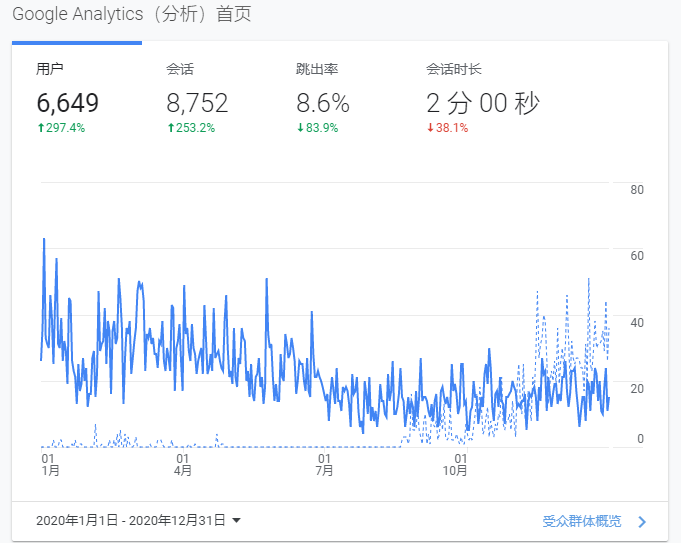 Google Analytics（分析）首页
用户 会话 跳出率 会话时长
6,649 8,752 8.6% 2 分 00 秒
↑297.4% ↑253.2% ↓83.9% ↓38.1%
80
60
40
20
0
01 01 01 01
1月 4月 7月 10月
2020年1月1日 - 2020年12月31日
受众群体概览